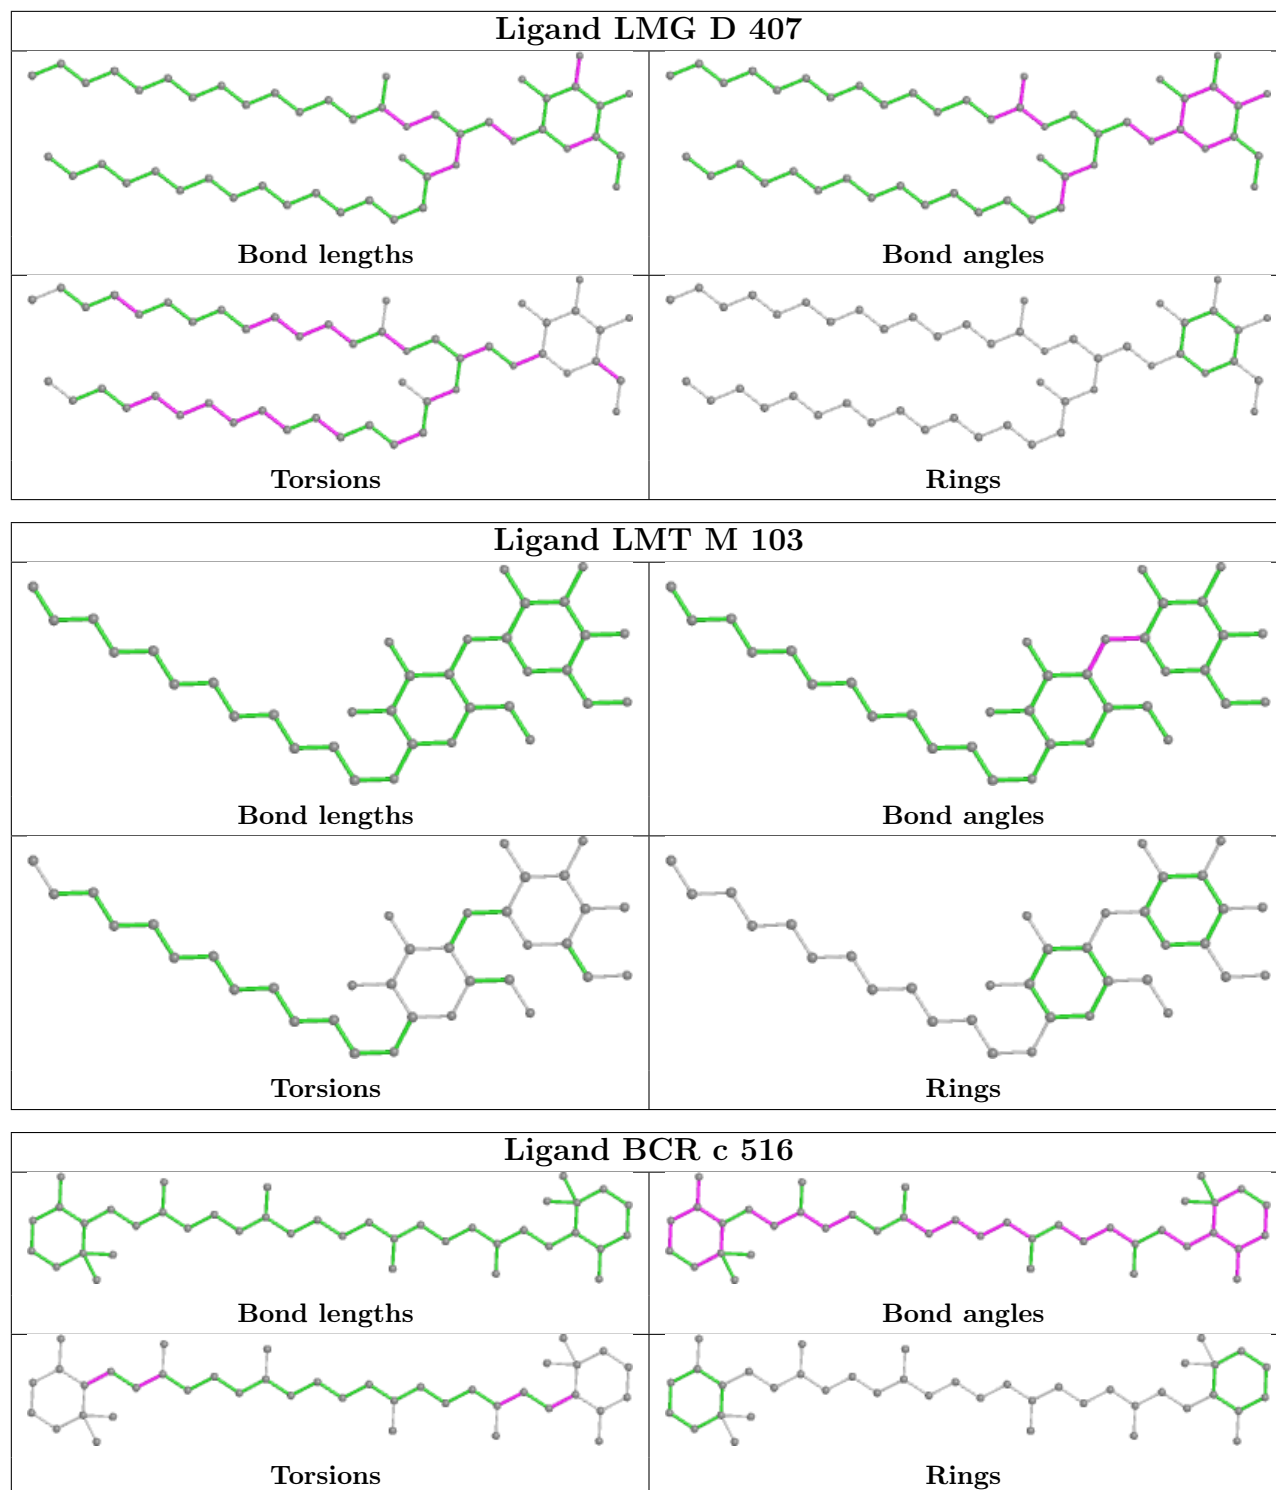 Ligand LMG D 407
Bond lengths
Bond angles
Torsions
Rings
Ligand LMT M 103
Bond lengths
Bond angles
Torsions
Rings
Ligand BCR c 516
Bond lengths
Bond angles
Torsions
Rings